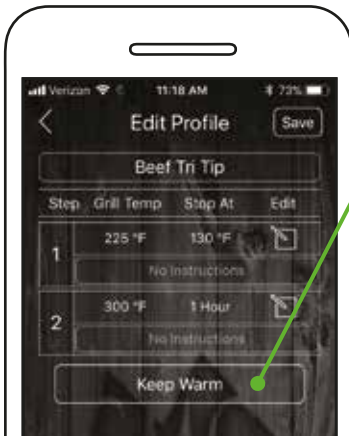 Verizon 11:18 AM 73%
Edit Profile Save
Beef Tri Tip
Step Grill Temp Stop At Edit
1 225 °F 130 °F
No Instructions
2 300 °F 1 Hour
No Instructions
Keep Warm